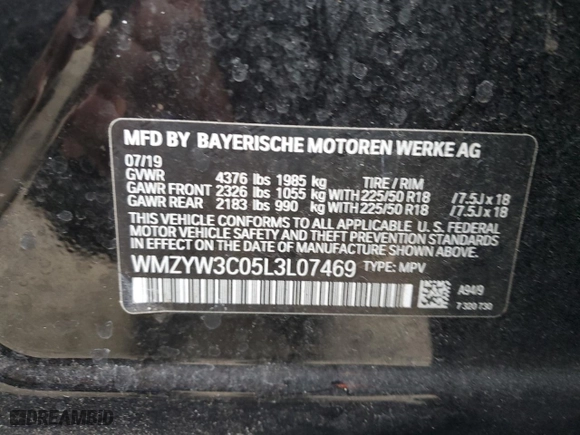 MFD BY BAYERISCHE MOTOREN WERKE AG
07/19
GVWR 4376 lbs 1985 kg TIRE / RIM
GAWR FRONT 2326 lbs 1055 kg WITH 225/50 R18 /7.5J x 18
GAWR REAR 2183 lbs 990 kg WITH 225/50 R18 /7.5J x 18
THIS VEHICLE CONFORMS TO ALL APPLICABLE U. S. FEDERAL
MOTOR VEHICLE SAFETY AND THEFT PREVENTION STANDARDS
IN EFFECT ON THE DATE OF MANUFACTURE SHOWN ABOVE.
WMZYW3C05L3L07469 TYPE: MPV
A94/9
7 320 730
DREAMBID